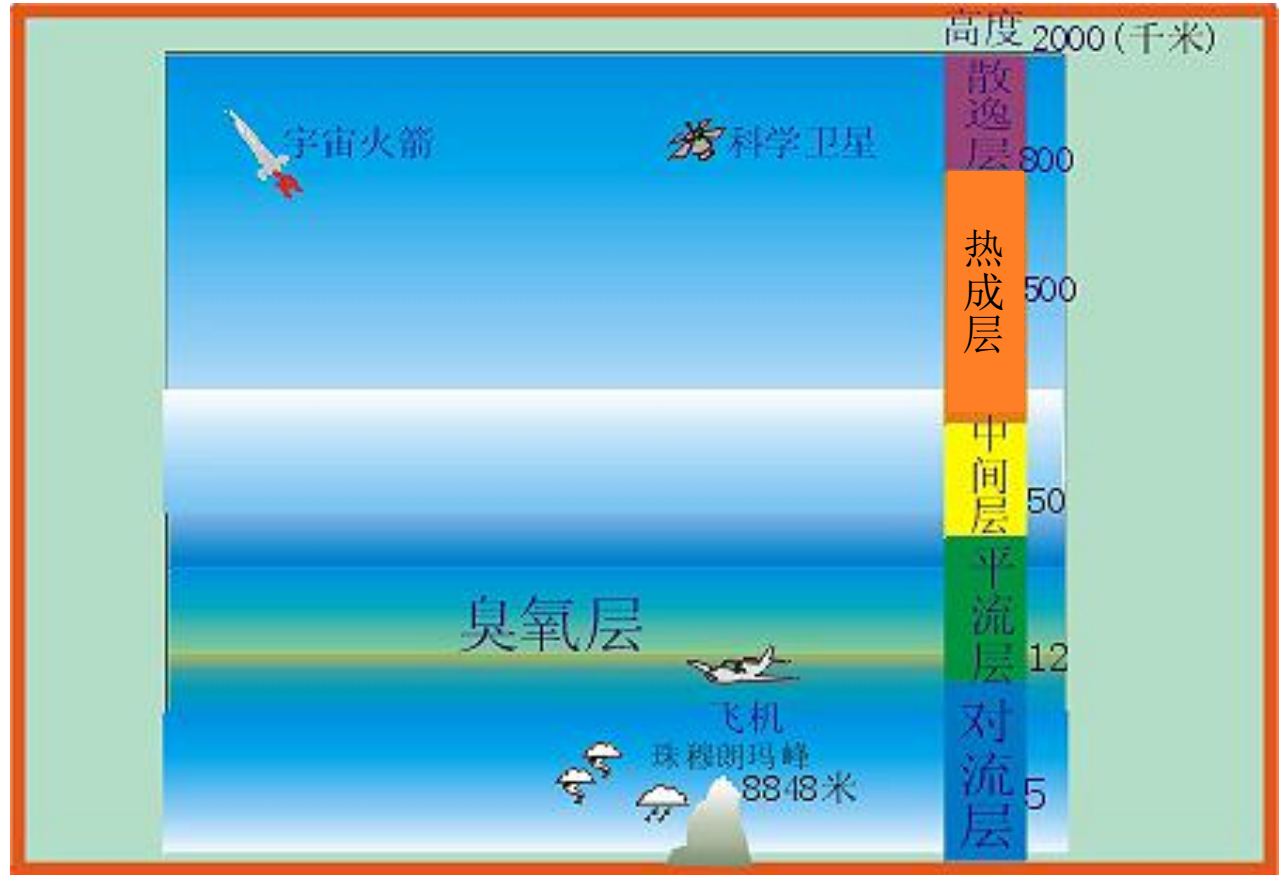 高度 2000(千米)
宇宙火箭
科学卫星
散逸层
800
热成层
500
中间层
50
平流层
臭氧层
12
飞机
对流层
珠穆朗玛峰
8848米
5